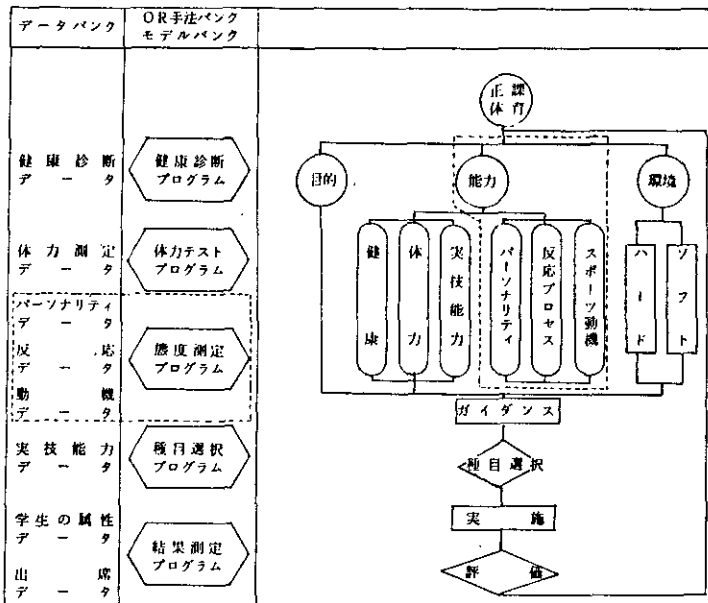 データバンク
OR手法バンク
モデルバンク
健康診断
データ
健康診断
プログラム
体力測定
データ
体力テスト
プログラム
パーソナリティ
データ
反応
データ
動機
データ
態度測定
プログラム
実技能力
データ
種目選択
プログラム
学生の属性
データ
出席
データ
結果測定
プログラム
正課
体育
目的
能力
環境
健康
体力
実技能力
パーソナリティ
反応プロセス
スポーツ動機
ハード
ソフト
ガイダンス
種目選択
実施
評価